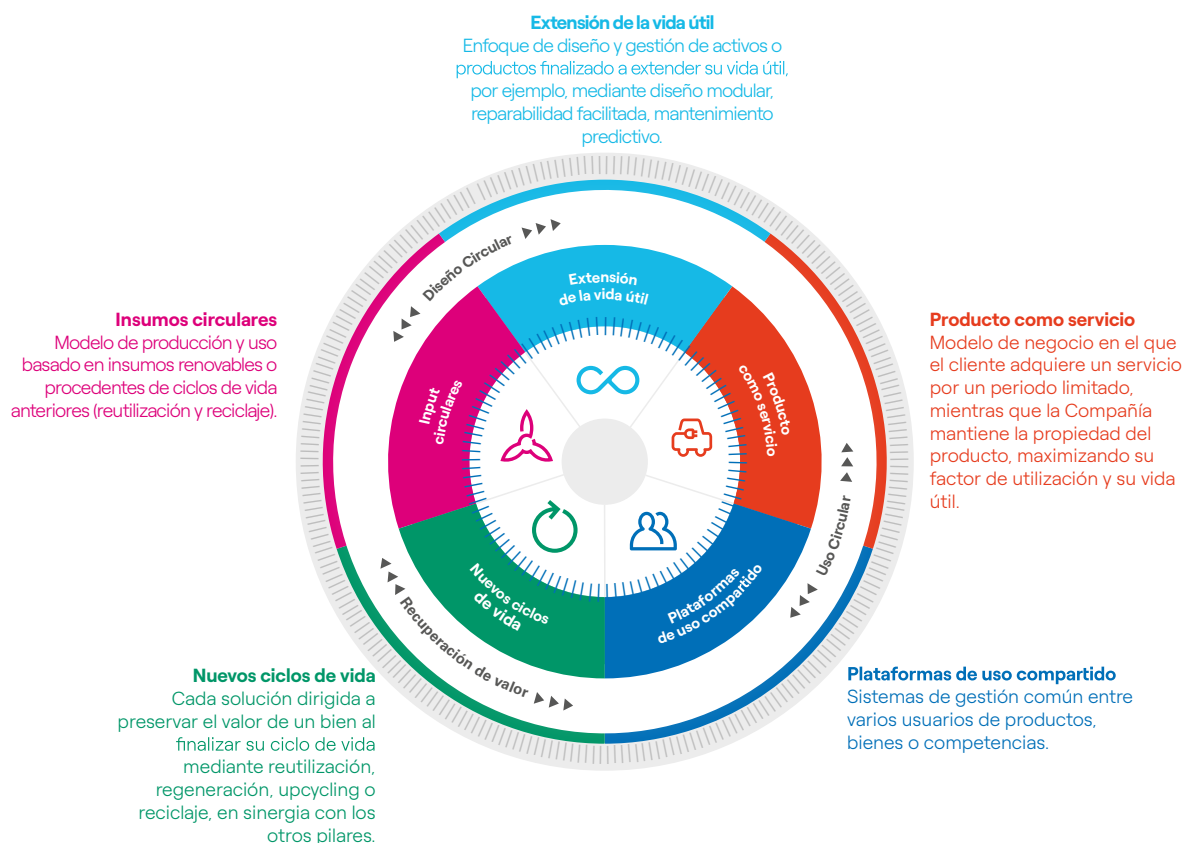 Extensión de la vida útil
Enfoque de diseño y gestión de activos o
productos finalizado a extender su vida útil,
por ejemplo, mediante diseño modular,
reparabilidad facilitada, mantenimiento
predictivo.
Diseño Circular
Extensión
de la vida útil
Insumos circulares
Modelo de producción y uso
basado en insumos renovables o
procedentes de ciclos de vida
anteriores (reutilización y reciclaje).
Input
circulares
Producto
como servicio
Producto como servicio
Modelo de negocio en el que
el cliente adquiere un servicio
por un periodo limitado,
mientras que la Compañía
mantiene la propiedad del
producto, maximizando su
factor de utilización y su vida
útil.
Uso Circular
Nuevos ciclos
de vida
Plataformas
de uso compartido
Recuperación de valor
Nuevos ciclos de vida
Cada solución dirigida a
preservar el valor de un bien al
finalizar su ciclo de vida
mediante reutilización,
regeneración, upcycling o
reciclaje, en sinergia con los
otros pilares.
Plataformas de uso compartido
Sistemas de gestión común entre
varios usuarios de productos,
bienes o competencias.